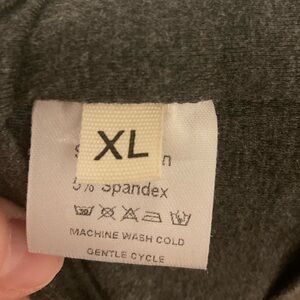 XL
5% Spandex
MACHINE WASH COLD
GENTLE CYCLE